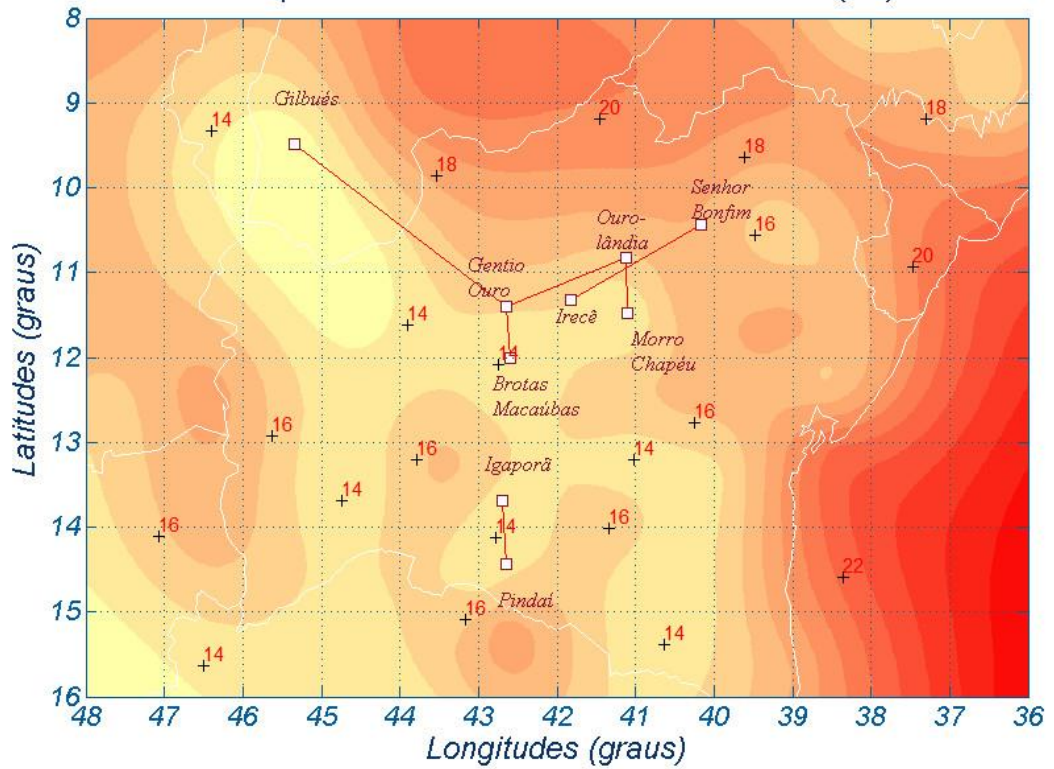 8
9
10
11
12
13
14
15
16
48
47
46
45
44
43
42
41
40
39
38
37
36
Latitudes (graus)
Longitudes (graus)
Gilbués
14
20
18
18
18
Senhor
Bonfim
16
Ouro-
lândia
20
Gentio
Ouro
14
Irecê
Morro
Chapéu
14
Brotas
Macaúbas
16
16
16
14
Igaporã
14
16
14
16
22
Pindaí
16
14
14